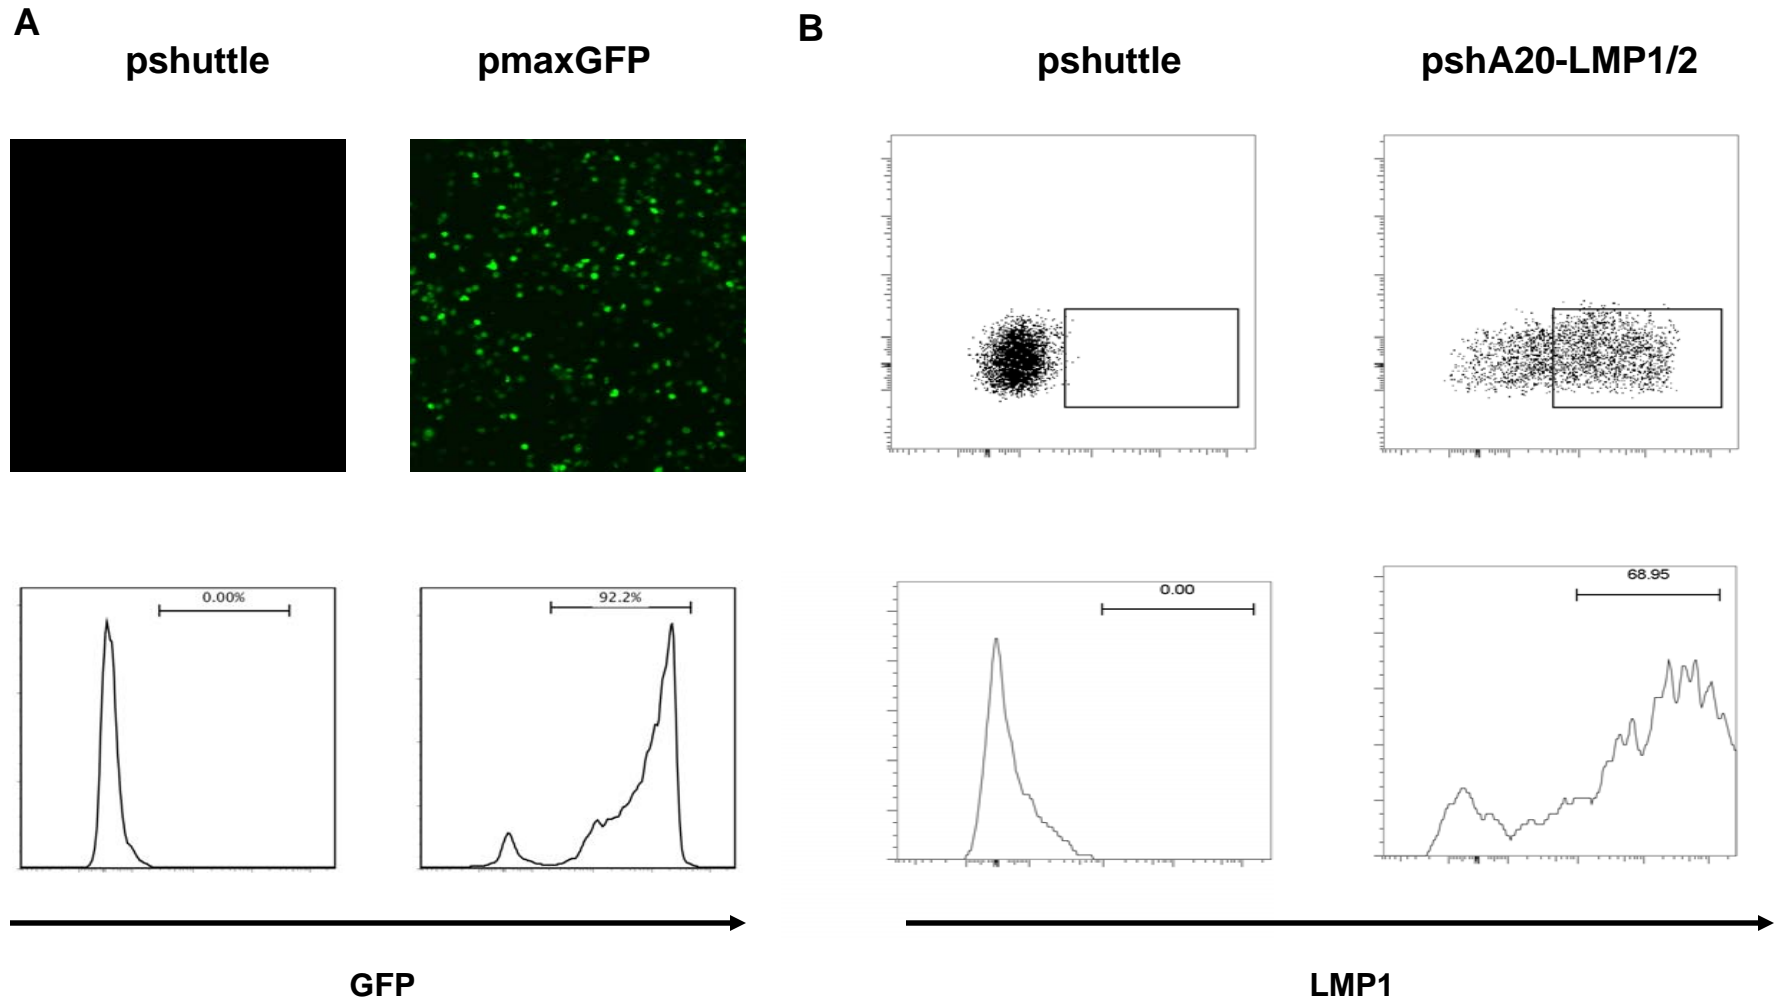 A
pshuttle
pmaxGFP
0.00%
92.2%
GFP
B
pshuttle
pshA20-LMP1/2
0.00
68.95
LMP1